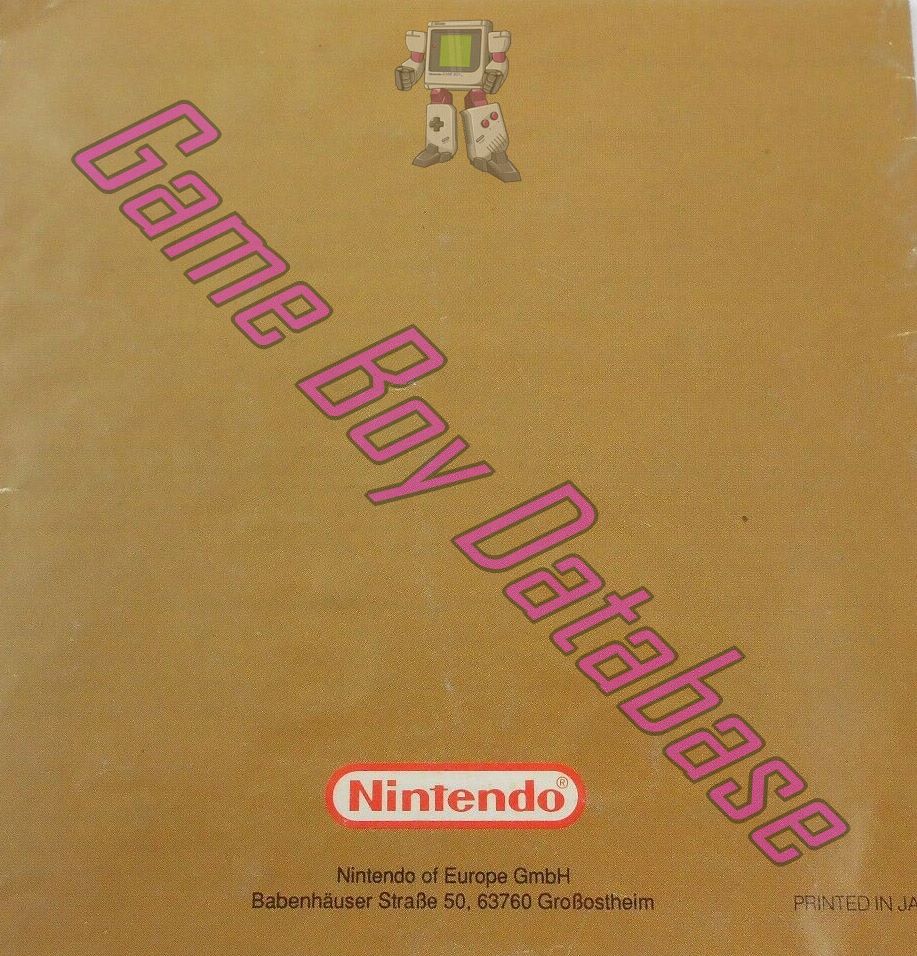 Game Boy Database
Nintendo®
Nintendo of Europe GmbH
Babenhäuser Straße 50, 63760 Großostheim
PRINTED IN JA